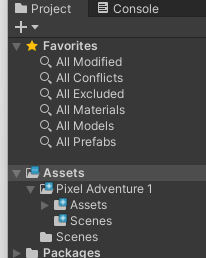 Project
Console
Favorites
All Modified
All Conflicts
All Excluded
All Materials
All Models
All Prefabs
Assets
Pixel Adventure 1
Assets
Scenes
Scenes
Packages